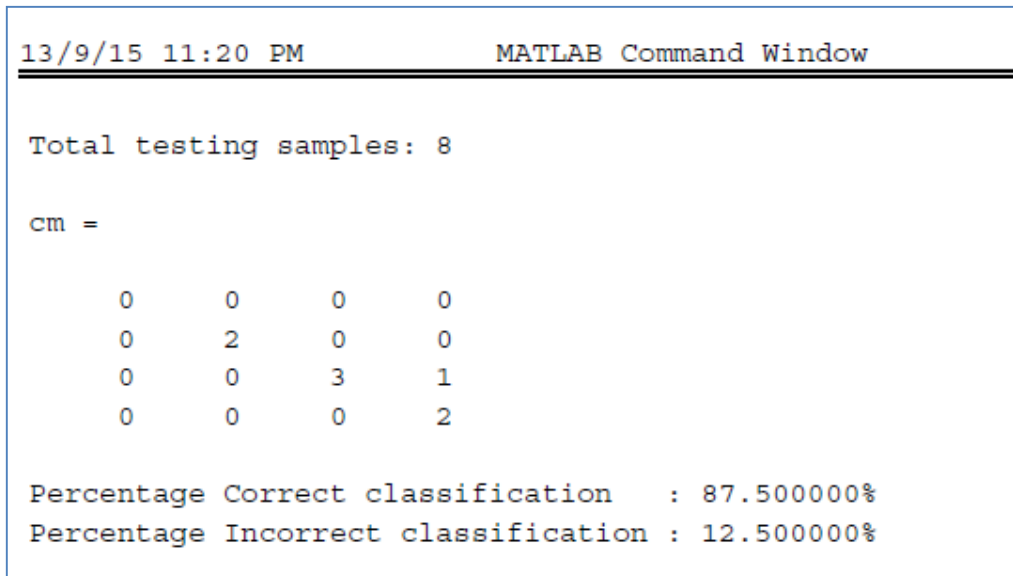 13/9/15 11:20 PM MATLAB Command Window
Total testing samples: 8
cm =
0 0 0 0
0 2 0 0
0 0 3 1
0 0 0 2
Percentage Correct classification : 87.500000%
Percentage Incorrect classification : 12.500000%